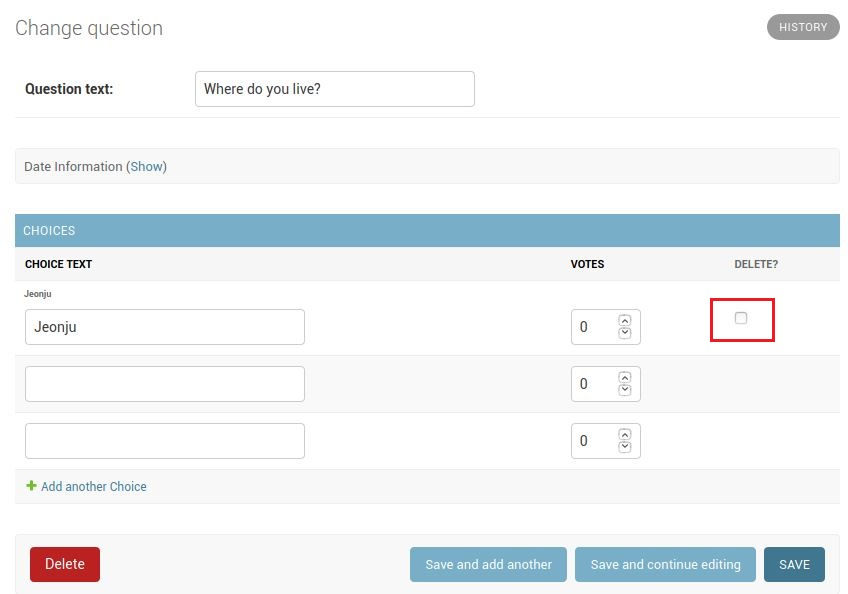 Change question
HISTORY
Question text: Where do you live?
Date Information (Show)
CHOICES
CHOICE TEXT VOTES DELETE?
Jeonju
Jeonju 0
0
0
Add another Choice
Delete Save and add another Save and continue editing SAVE